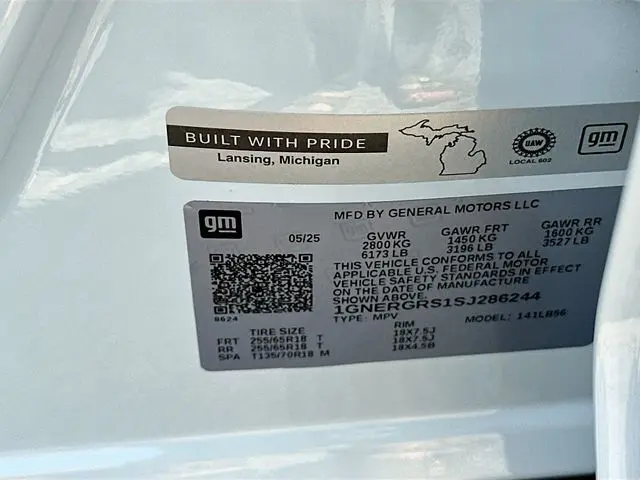 BUILT WITH PRIDE
Lansing, Michigan
UAW
LOCAL 602
gm
gm
MFD BY GENERAL MOTORS LLC
05/25
GVWR GAWR FRT GAWR RR
2800 KG 1450 KG 1600 KG
6173 LB 3196 LB 3527 LB
THIS VEHICLE CONFORMS TO ALL
APPLICABLE U.S. FEDERAL MOTOR
VEHICLE SAFETY STANDARDS IN EFFECT
ON THE DATE OF MANUFACTURE
SHOWN ABOVE.
1GNERGRS1SJ286244
TYPE: MPV MODEL: 141LB56
8624
TIRE SIZE RIM
FRT 255/65R18 T 18X7.5J
RR 255/65R18 T 18X7.5J
SPA T135/70R18 M 18X4.5B